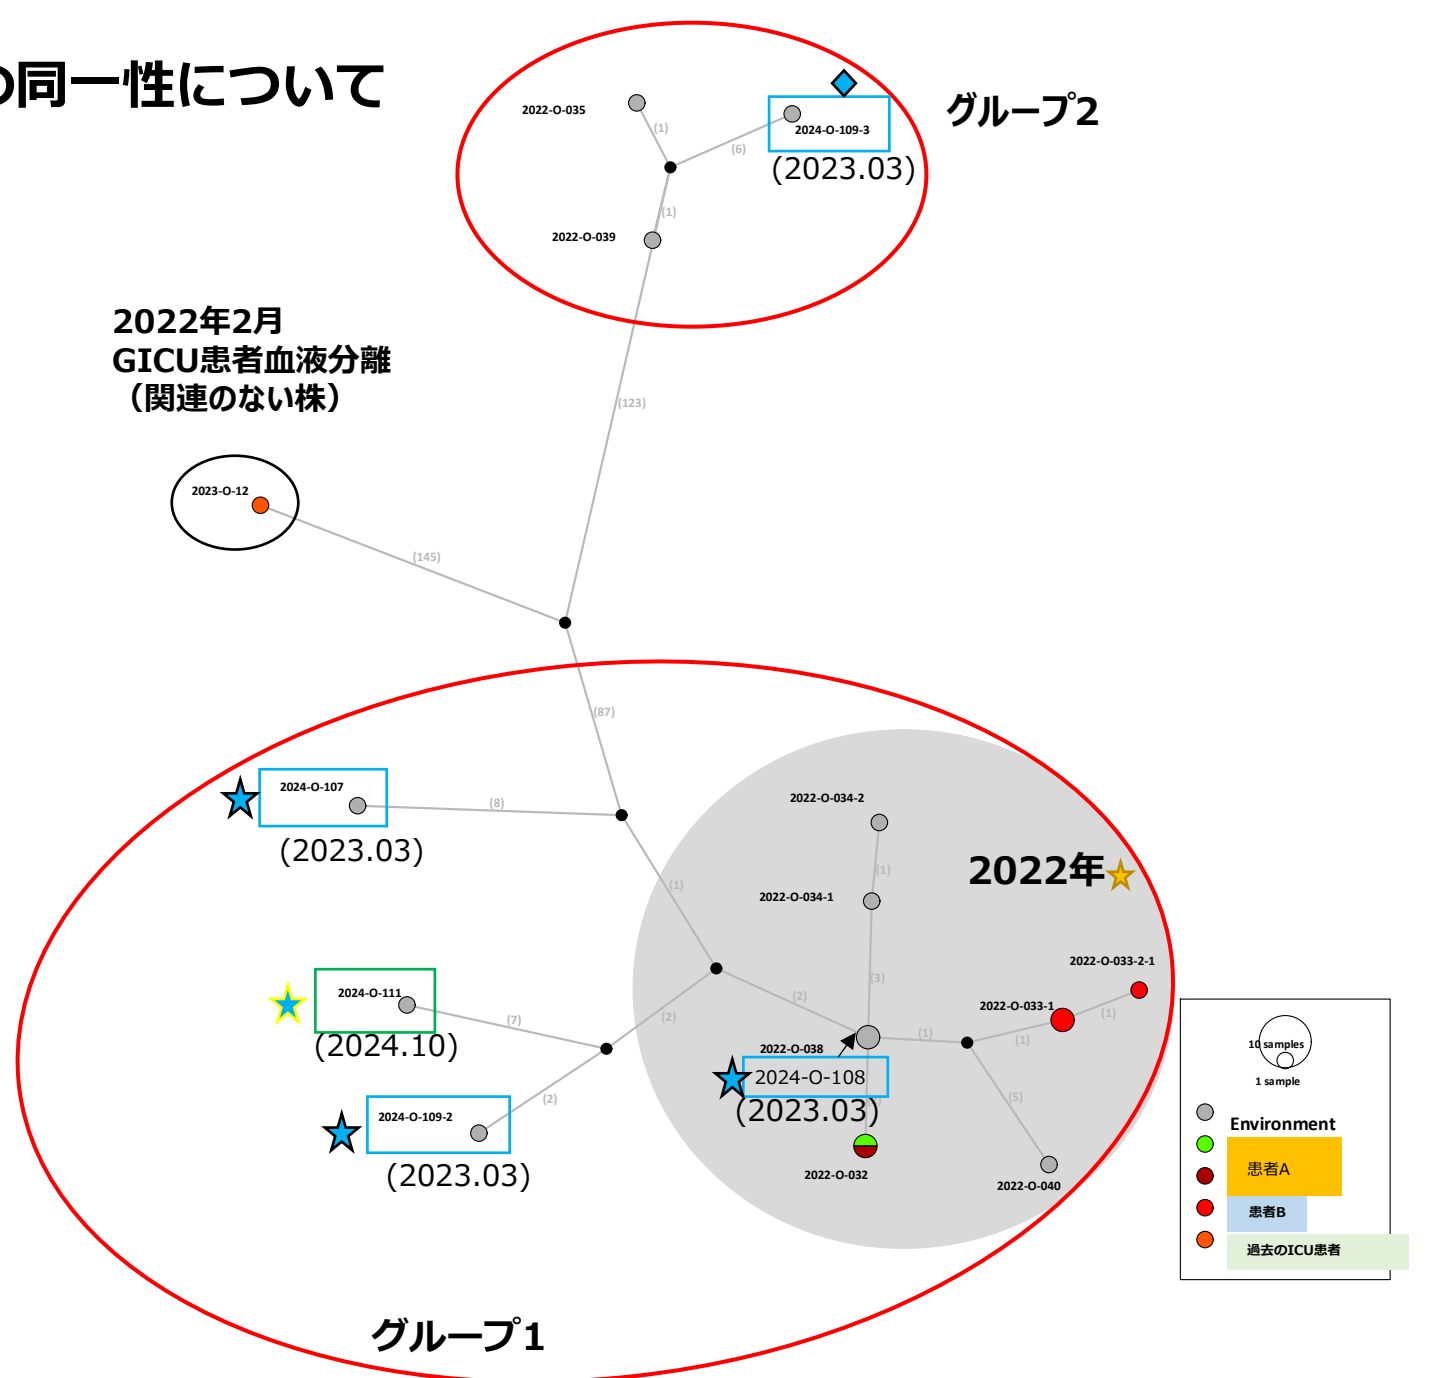 の同一性について
グループ2
2022-O-035
(1)
2024-O-109-3
(6)
(2023.03)
(1)
2022-O-039
2022年2月
GICU患者血液分離
（関連のない株）
(123)
2023-O-12
(145)
(87)
2024-O-107
(8)
(2023.03)
2022-O-034-2
(1)
2022年
(1)
2022-O-034-1
2022-O-033-2-1
(3)
2024-O-111
(2)
2022-O-033-1
(1)
(7)
(2)
(2024.10)
(1)
(1)
2022-O-038
2024-O-108
(2023.03)
(2)
(5)
2024-O-109-2
(2023.03)
2022-O-032
2022-O-040
10 samples
1 sample
Environment
患者A
患者B
過去のICU患者
グループ1